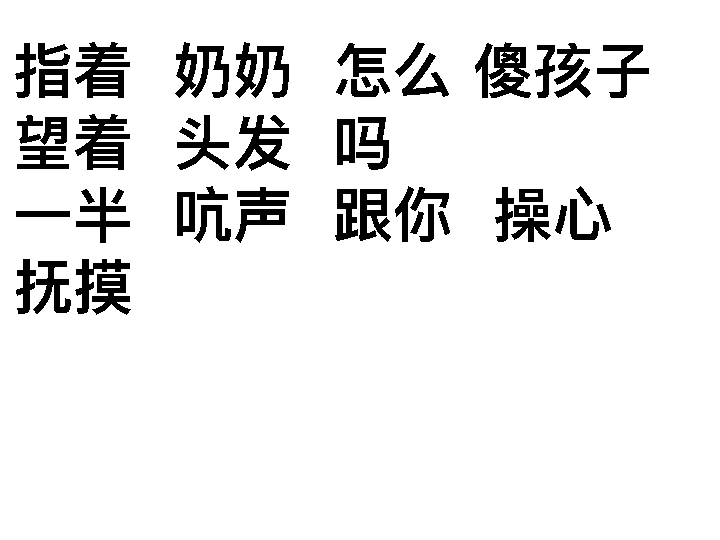 指着 奶奶 怎么 傻孩子
望着 头发 吗
一半 吭声 跟你 操心
抚摸